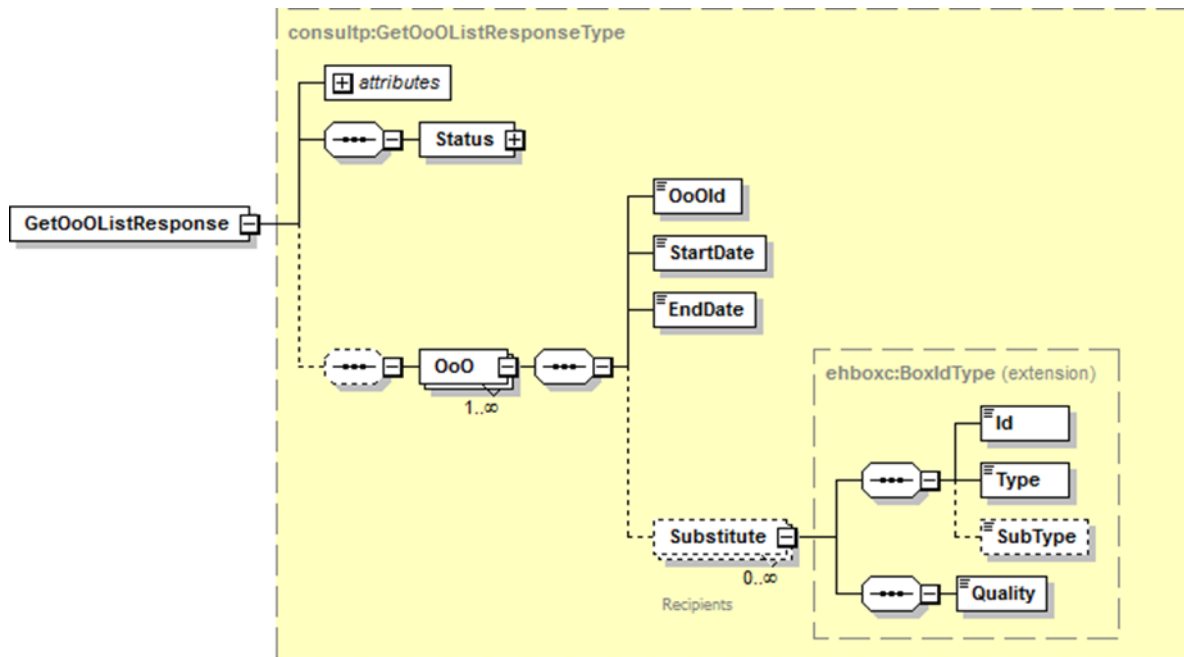 consultp:GetOoOListResponseType
attributes
Status
GetOoOListResponse
OoOId
StartDate
EndDate
OoO
1..∞
ehboxc:BoxIdType (extension)
Id
Type
SubType
Substitute
0..∞
Recipients
Quality